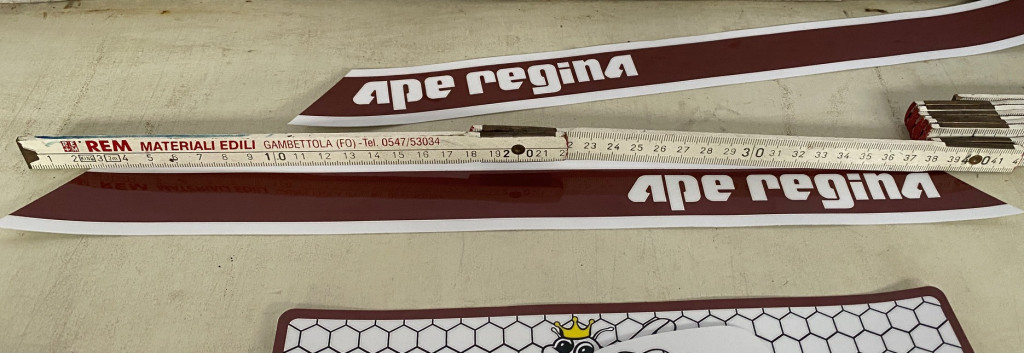 ape regina
REM MATERIALI EDILI GAMBETTOLA (FO) - Tel. 0547/53034
1 2 3 4 5 6 7 8 9 10 11 12 13 14 15 16 17 18 19 20 21 22 23 24 25 26 27 28 29 30 31 32 33 34 35 36 37 38 39 40 41
ape regina